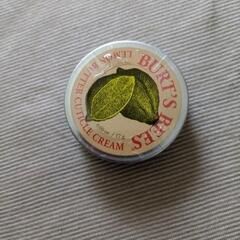 BURT'S BEES
LEMON BUTTER CUTICLE CREAM